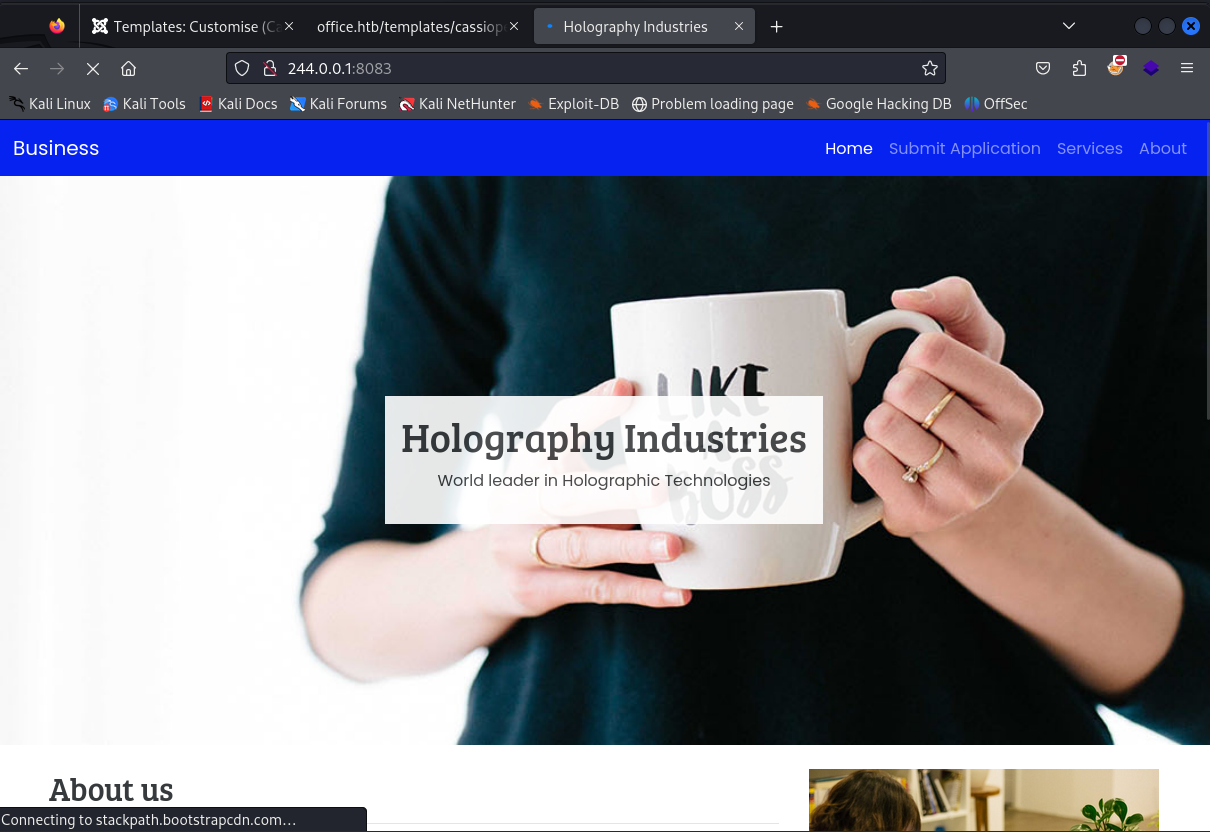 Templates: Customise (Ca
office.htb/templates/cassiop
Holography Industries
244.0.0.1:8083
Kali Linux
Kali Tools
Kali Docs
Kali Forums
Kali NetHunter
Exploit-DB
Problem loading page
Google Hacking DB
OffSec
Business
Home
Submit Application
Services
About
LIKE
A
BOSS
Holography Industries
World leader in Holographic Technologies
About us
Connecting to stackpath.bootstrapcdn.com…